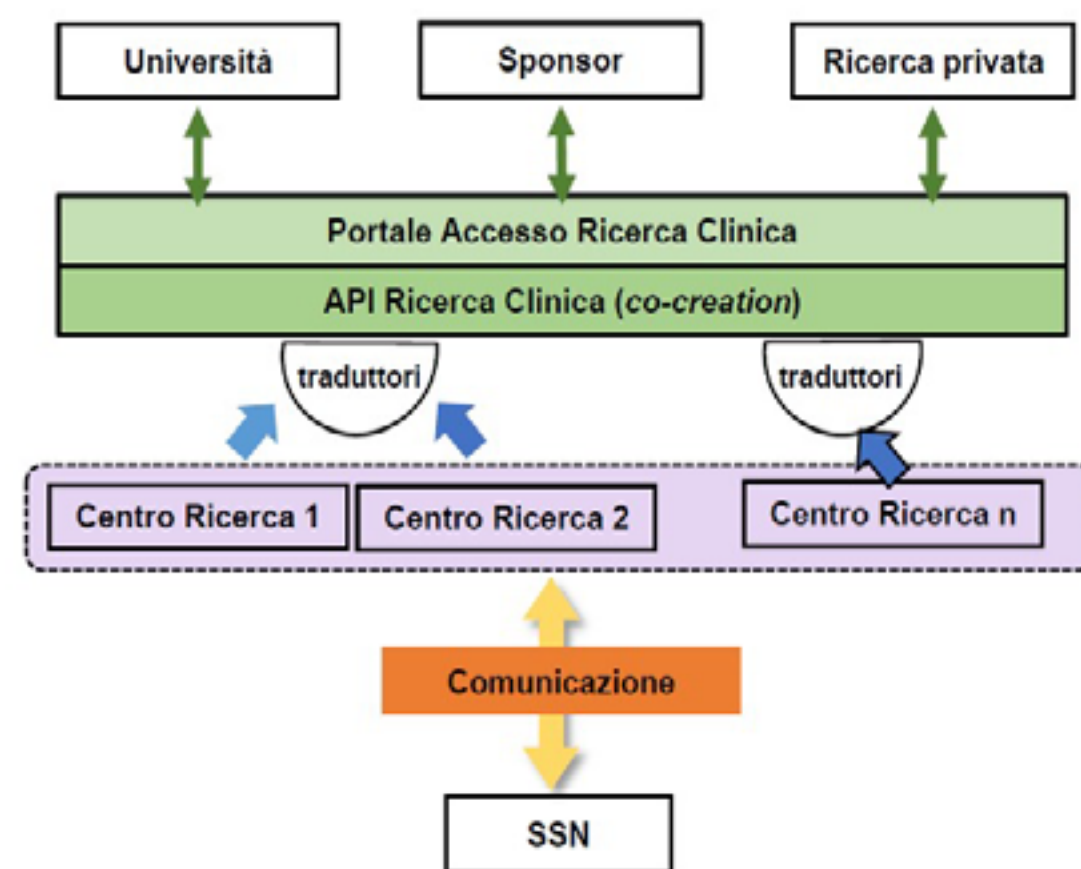 Università
Sponsor
Ricerca privata
Portale Accesso Ricerca Clinica
API Ricerca Clinica (co-creation)
traduttori
traduttori
Centro Ricerca 1
Centro Ricerca 2
Centro Ricerca n
Comunicazione
SSN